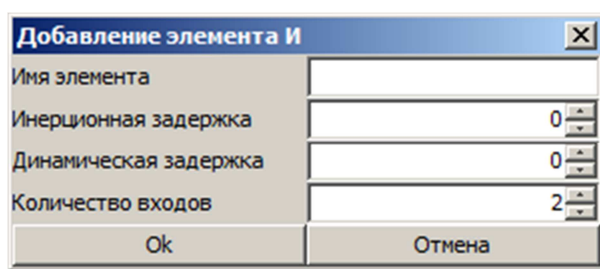 Добавление элемента И
Имя элемента
Инерционная задержка 0
Динамическая задержка 0
Количество входов 2
Ok Отмена